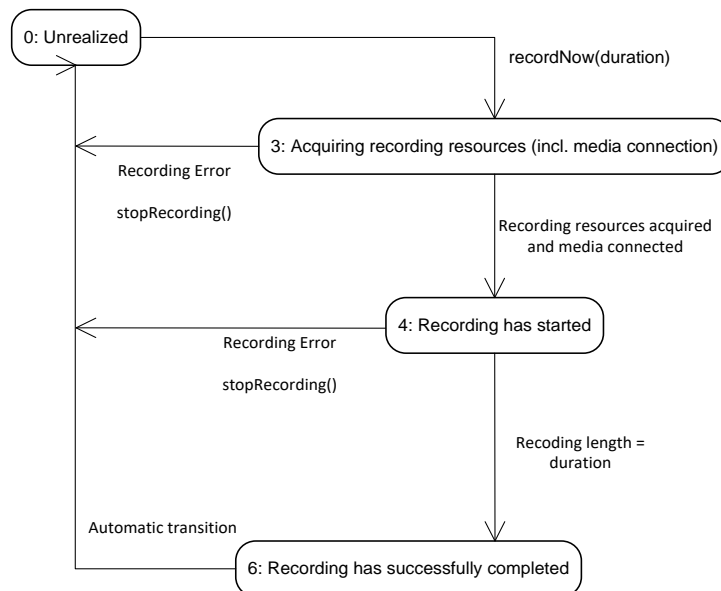 0: Unrealized
recordNow(duration)
3: Acquiring recording resources (incl. media connection)
Recording Error
stopRecording()
Recording resources acquired
and media connected
4: Recording has started
Recording Error
stopRecording()
Recoding length =
duration
Automatic transition
6: Recording has successfully completed